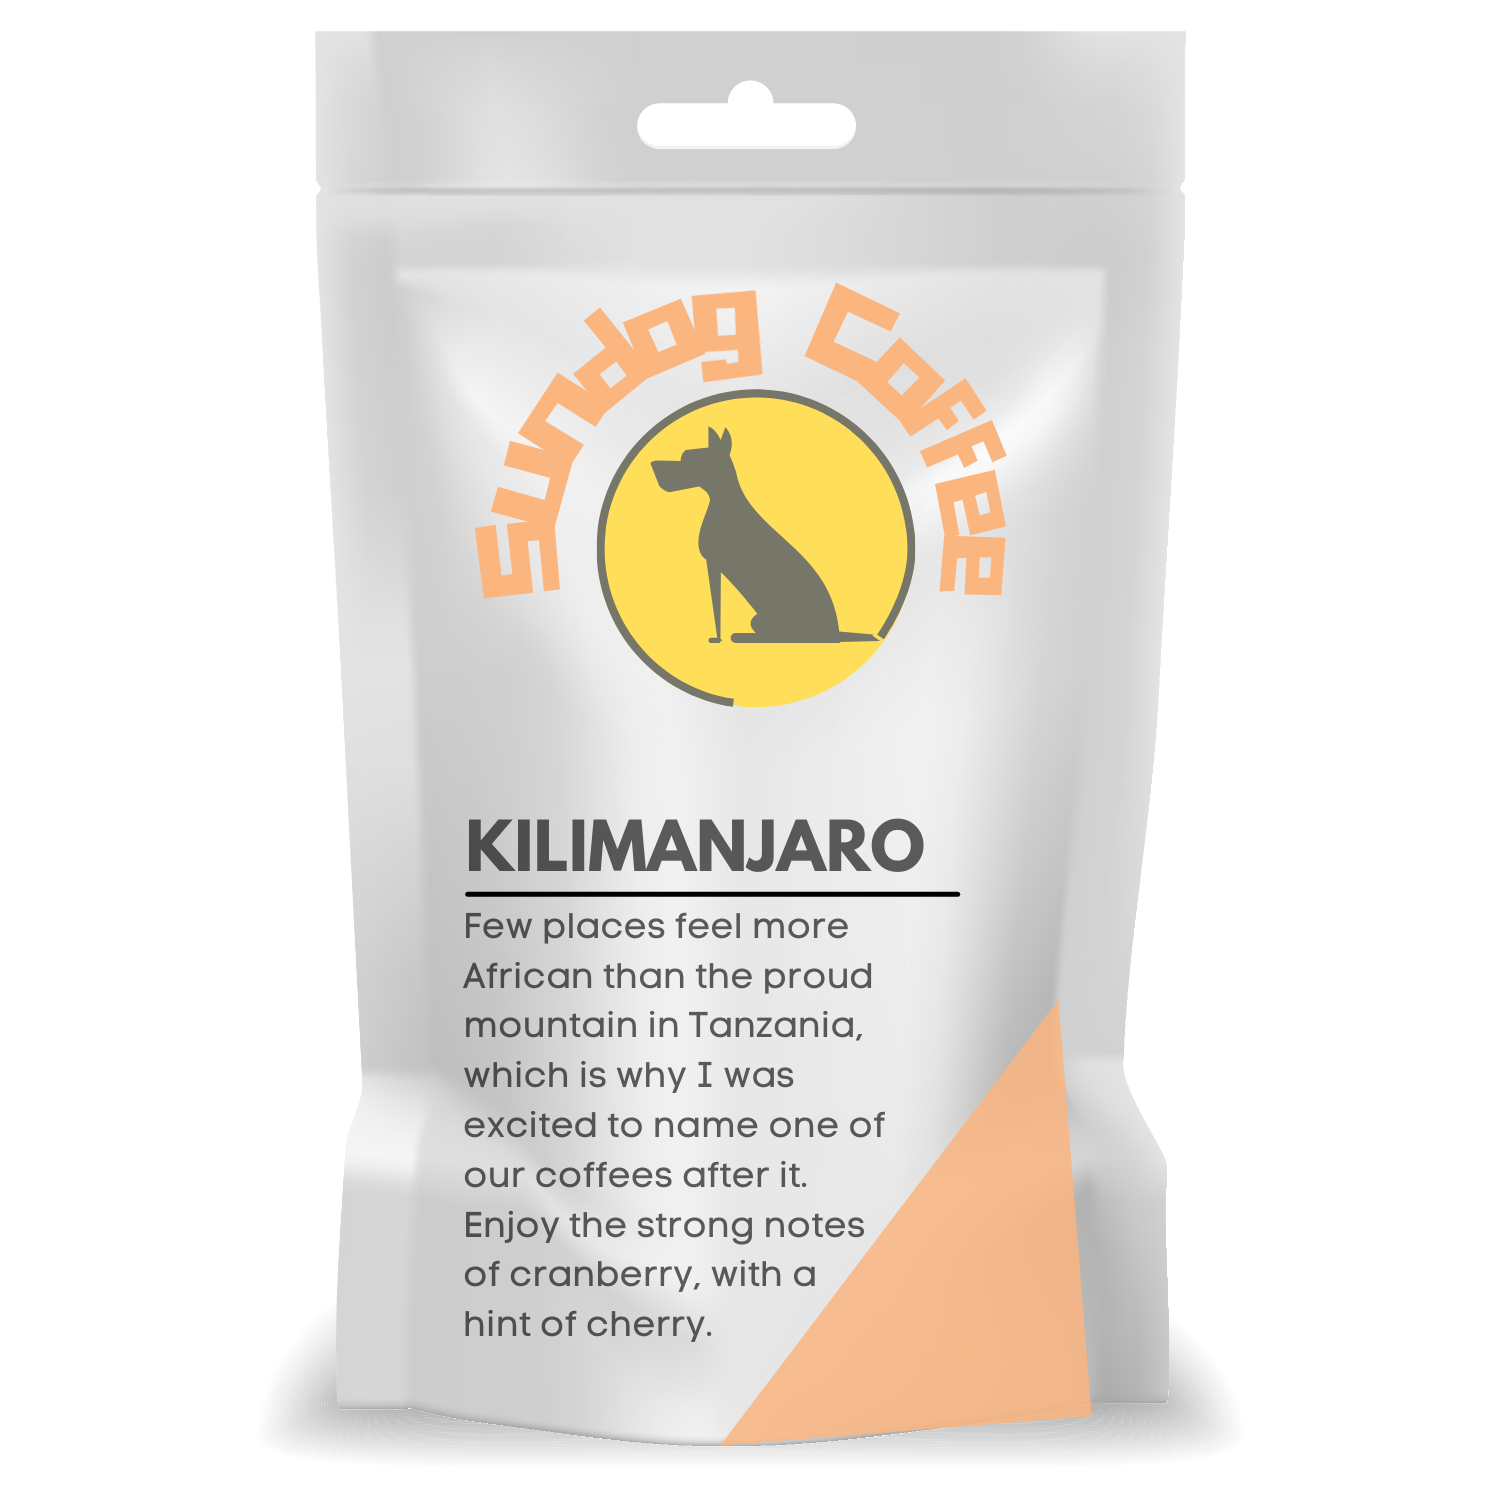 Sundog Coffee
KILIMANJARO
Few places feel more
African than the proud
mountain in Tanzania,
which is why I was
excited to name one of
our coffees after it.
Enjoy the strong notes
of cranberry, with a
hint of cherry.